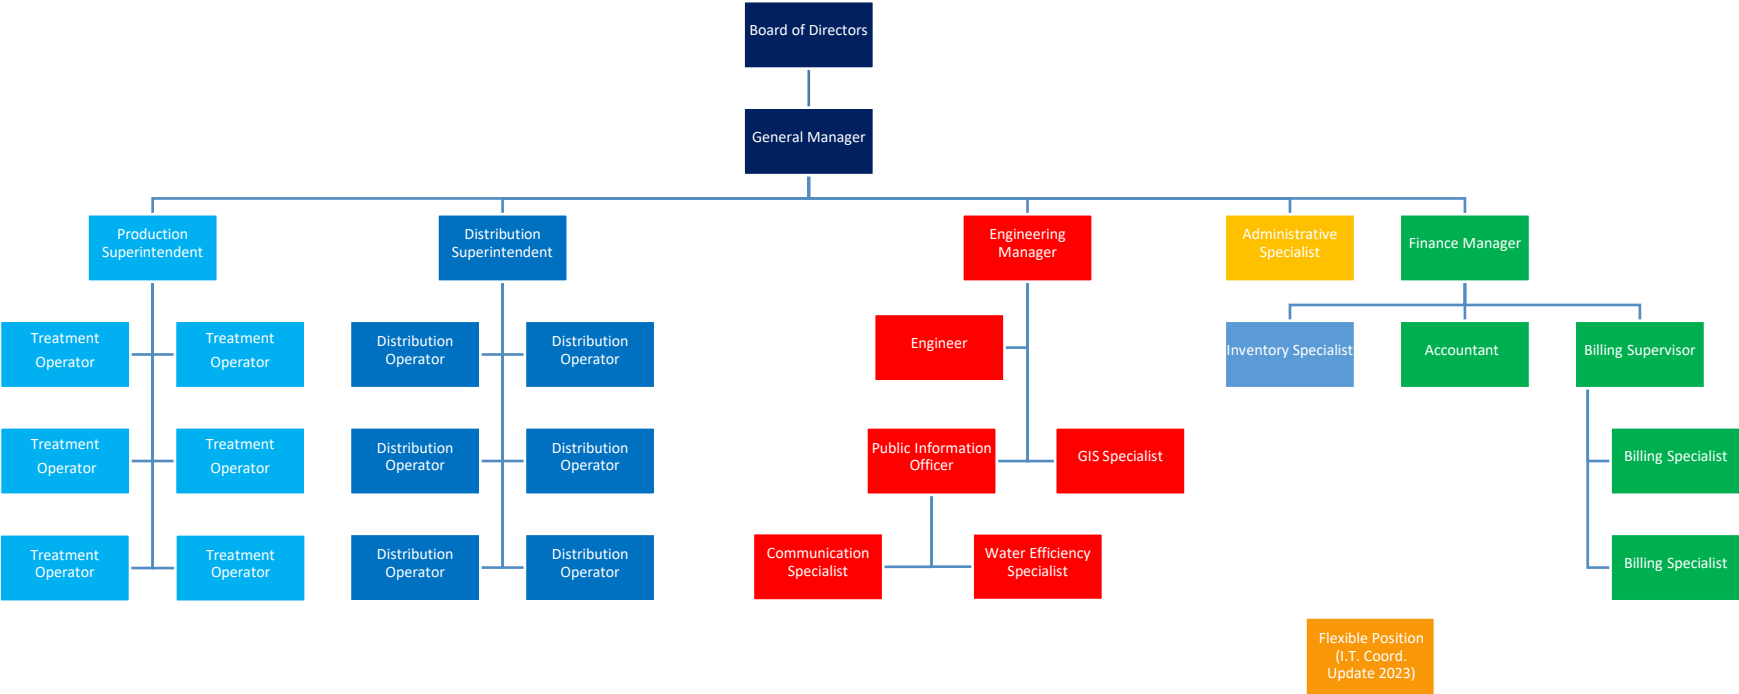 Board of Directors
General Manager
Production
Superintendent
Distribution
Superintendent
Engineering
Manager
Administrative
Specialist
Finance Manager
Treatment
Operator
Treatment
Operator
Distribution
Operator
Distribution
Operator
Engineer
Inventory Specialist
Accountant
Billing Supervisor
Treatment
Operator
Treatment
Operator
Distribution
Operator
Distribution
Operator
Public Information
Officer
GIS Specialist
Billing Specialist
Treatment
Operator
Treatment
Operator
Distribution
Operator
Distribution
Operator
Communication
Specialist
Water Efficiency
Specialist
Billing Specialist
Flexible Position
(I.T. Coord.
Update 2023)